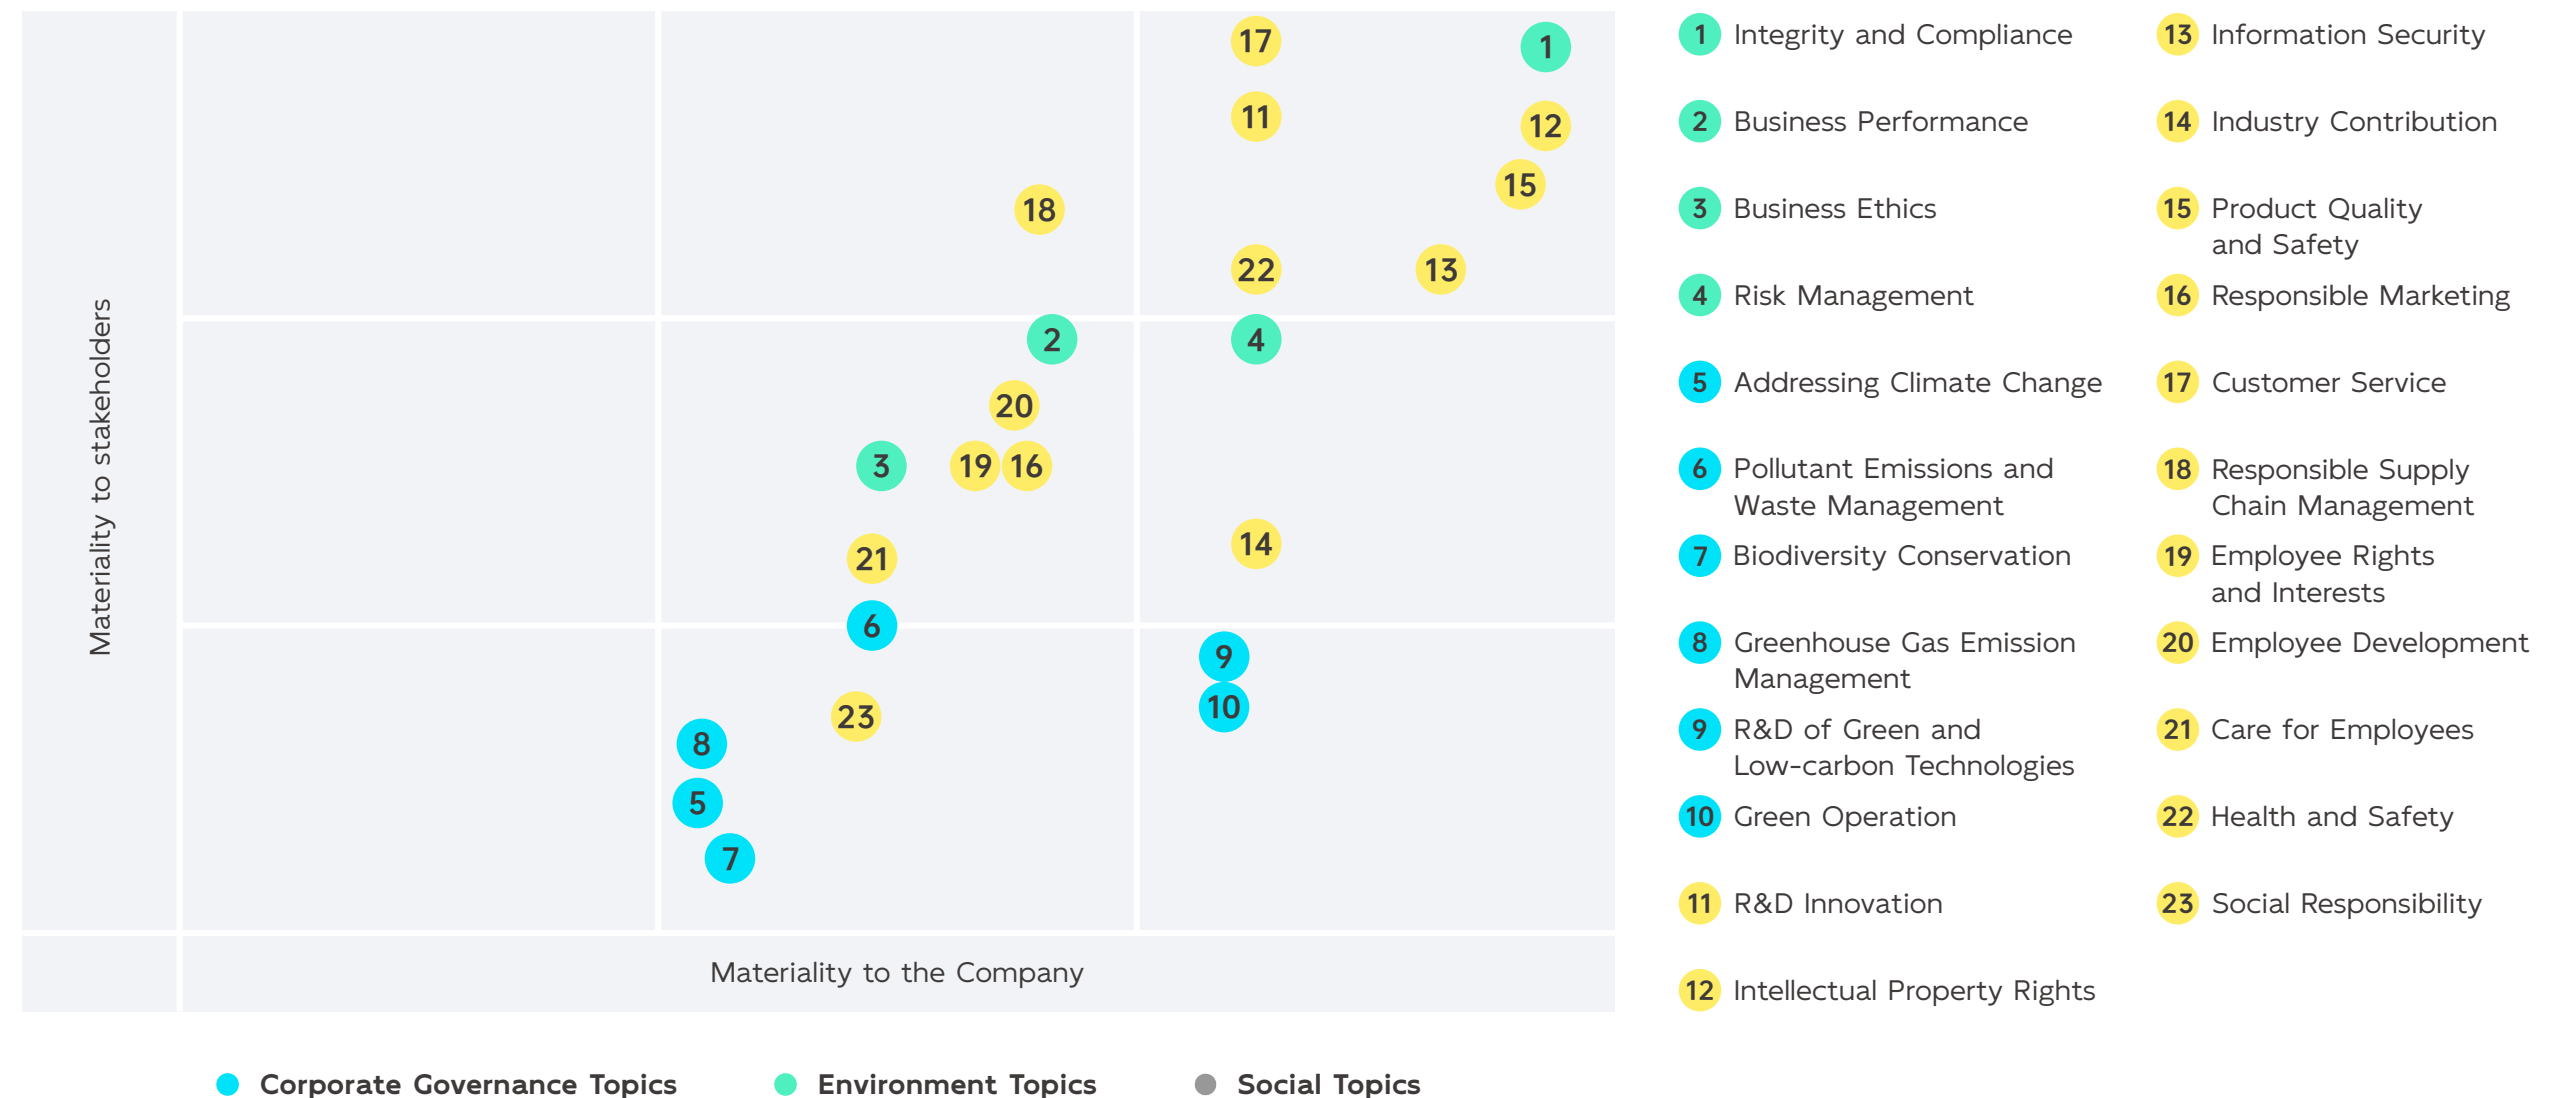 Materiality to stakeholders
17
1
11
12
15
18
22
13
2
4
20
3
19
16
14
21
6
9
10
23
8
5
7
Materiality to the Company
Corporate Governance Topics
Environment Topics
Social Topics
1 Integrity and Compliance
2 Business Performance
3 Business Ethics
4 Risk Management
5 Addressing Climate Change
6 Pollutant Emissions and
Waste Management
7 Biodiversity Conservation
8 Greenhouse Gas Emission
Management
9 R&D of Green and
Low-carbon Technologies
10 Green Operation
11 R&D Innovation
12 Intellectual Property Rights
13 Information Security
14 Industry Contribution
15 Product Quality
and Safety
16 Responsible Marketing
17 Customer Service
18 Responsible Supply
Chain Management
19 Employee Rights
and Interests
20 Employee Development
21 Care for Employees
22 Health and Safety
23 Social Responsibility